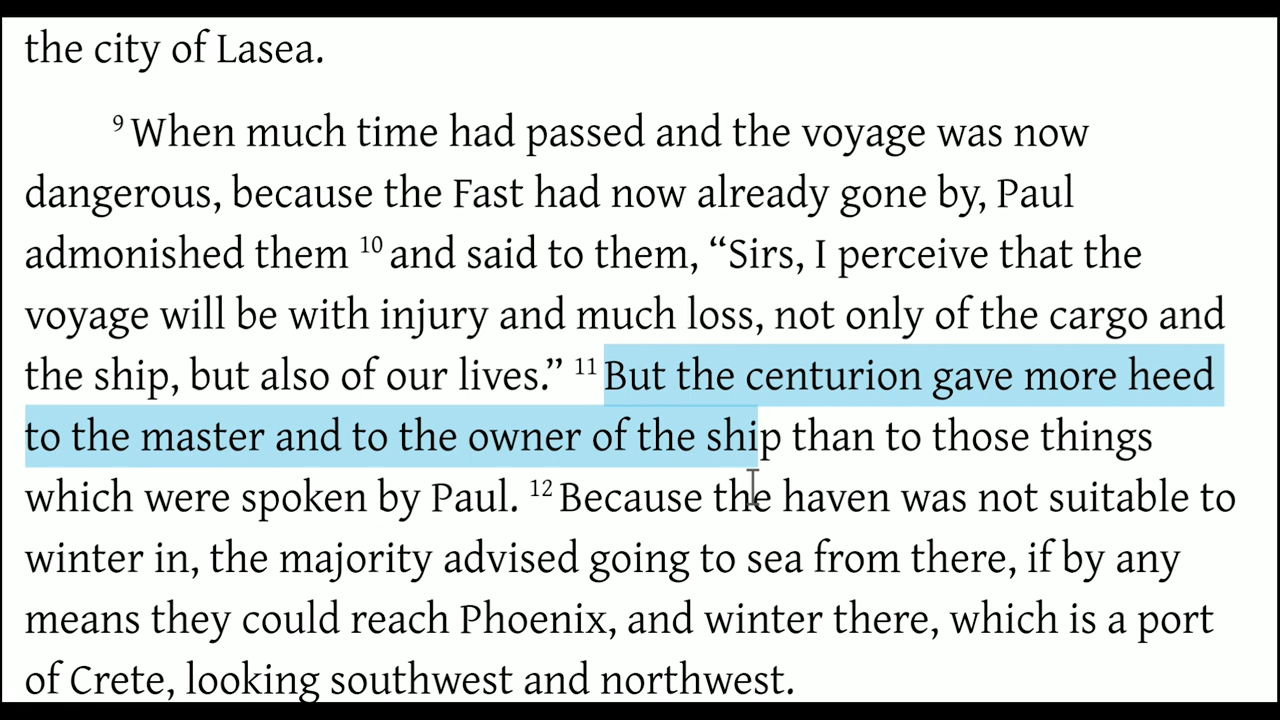 the city of Lasea.
9 When much time had passed and the voyage was now
dangerous, because the Fast had now already gone by, Paul
admonished them 10 and said to them, “Sirs, I perceive that the
voyage will be with injury and much loss, not only of the cargo and
the ship, but also of our lives.” 11 But the centurion gave more heed
to the master and to the owner of the ship than to those things
which were spoken by Paul. 12 Because the haven was not suitable to
winter in, the majority advised going to sea from there, if by any
means they could reach Phoenix, and winter there, which is a port
of Crete, looking southwest and northwest.